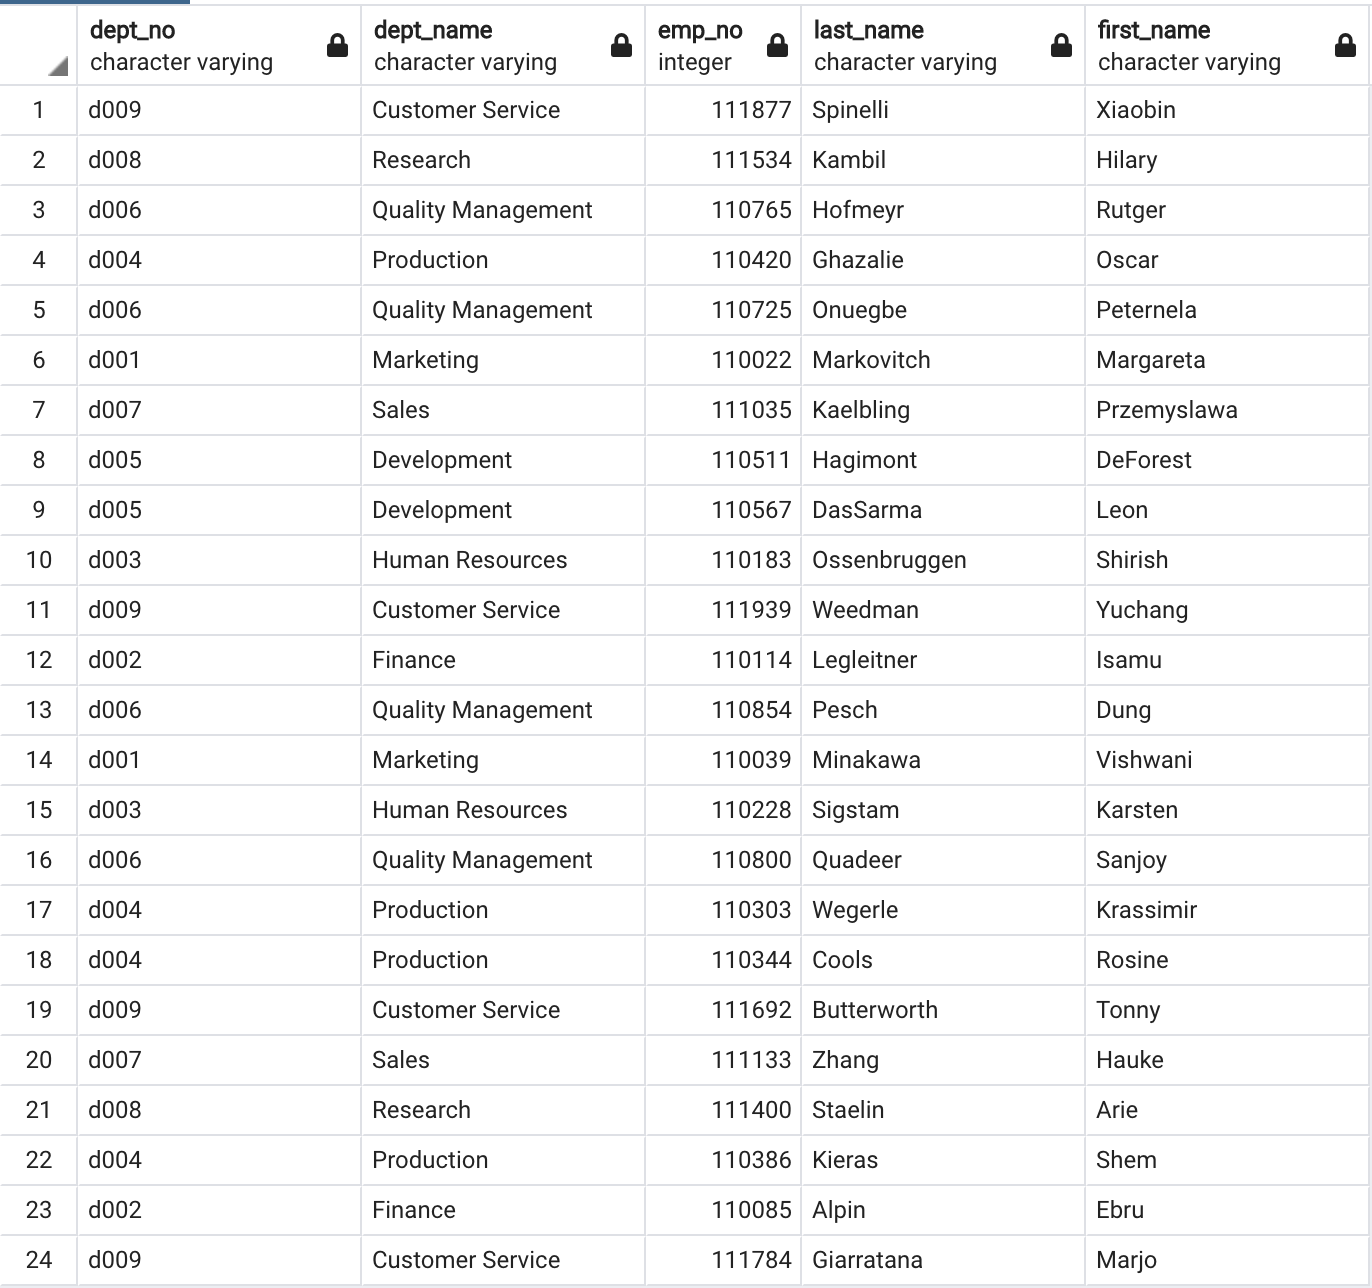 dept_no dept_name emp_no last_name first_name
character varying character varying integer character varying character varying
1 d009 Customer Service 111877 Spinelli Xiaobin
2 d008 Research 111534 Kambil Hilary
3 d006 Quality Management 110765 Hofmeyr Rutger
4 d004 Production 110420 Ghazalie Oscar
5 d006 Quality Management 110725 Onuegbe Peternela
6 d001 Marketing 110022 Markovitch Margareta
7 d007 Sales 111035 Kaelbling Przemyslawa
8 d005 Development 110511 Hagimont DeForest
9 d005 Development 110567 DasSarma Leon
10 d003 Human Resources 110183 Ossenbruggen Shirish
11 d009 Customer Service 111939 Weedman Yuchang
12 d002 Finance 110114 Legleitner Isamu
13 d006 Quality Management 110854 Pesch Dung
14 d001 Marketing 110039 Minakawa Vishwani
15 d003 Human Resources 110228 Sigstam Karsten
16 d006 Quality Management 110800 Quadeer Sanjoy
17 d004 Production 110303 Wegerle Krassimir
18 d004 Production 110344 Cools Rosine
19 d009 Customer Service 111692 Butterworth Tonny
20 d007 Sales 111133 Zhang Hauke
21 d008 Research 111400 Staelin Arie
22 d004 Production 110386 Kieras Shem
23 d002 Finance 110085 Alpin Ebru
24 d009 Customer Service 111784 Giarratana Marjo